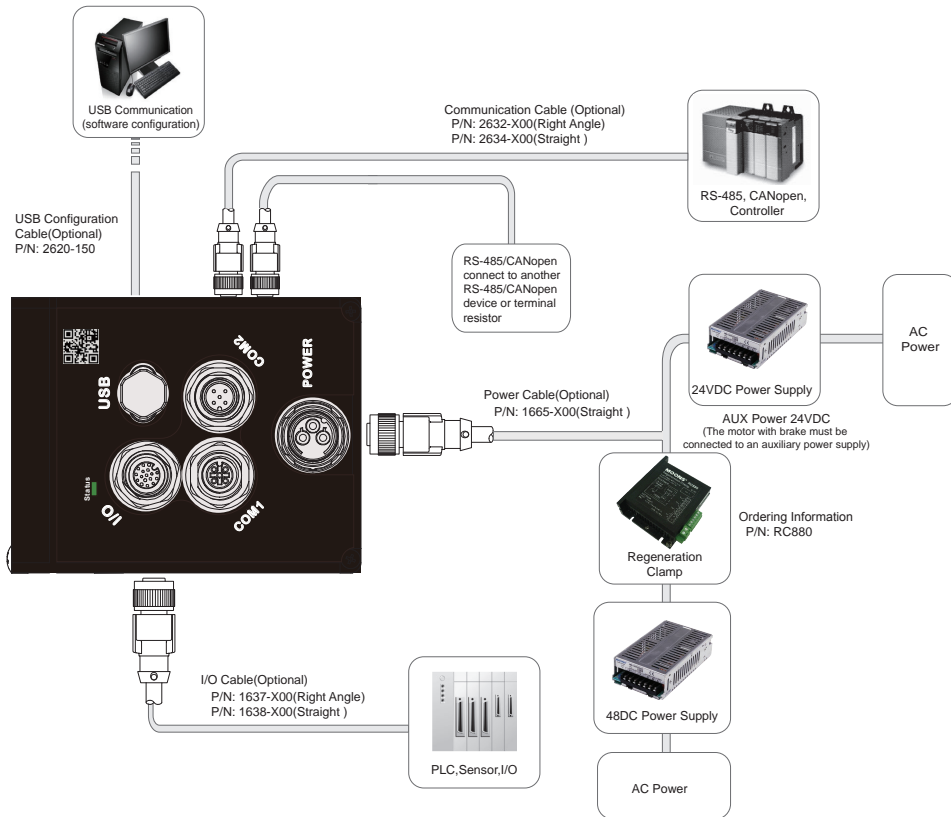 USB Communication
(software configuration)
Communication Cable (Optional)
P/N: 2632-X00(Right Angle)
P/N: 2634-X00(Straight )
RS-485, CANopen,
Controller
USB Configuration
Cable(Optional)
P/N: 2620-150
RS-485/CANopen
connect to another
RS-485/CANopen
device or terminal
resistor
24VDC Power Supply
AC
Power
AUX Power 24VDC
(The motor with brake must be
connected to an auxiliary power supply)
Power Cable(Optional)
P/N: 1665-X00(Straight )
USB
COM2
POWER
Status
I/O
COM1
MOONS'
Regeneration
Clamp
Ordering Information
P/N: RC880
48DC Power Supply
AC Power
I/O Cable(Optional)
P/N: 1637-X00(Right Angle)
P/N: 1638-X00(Straight )
PLC,Sensor,I/O